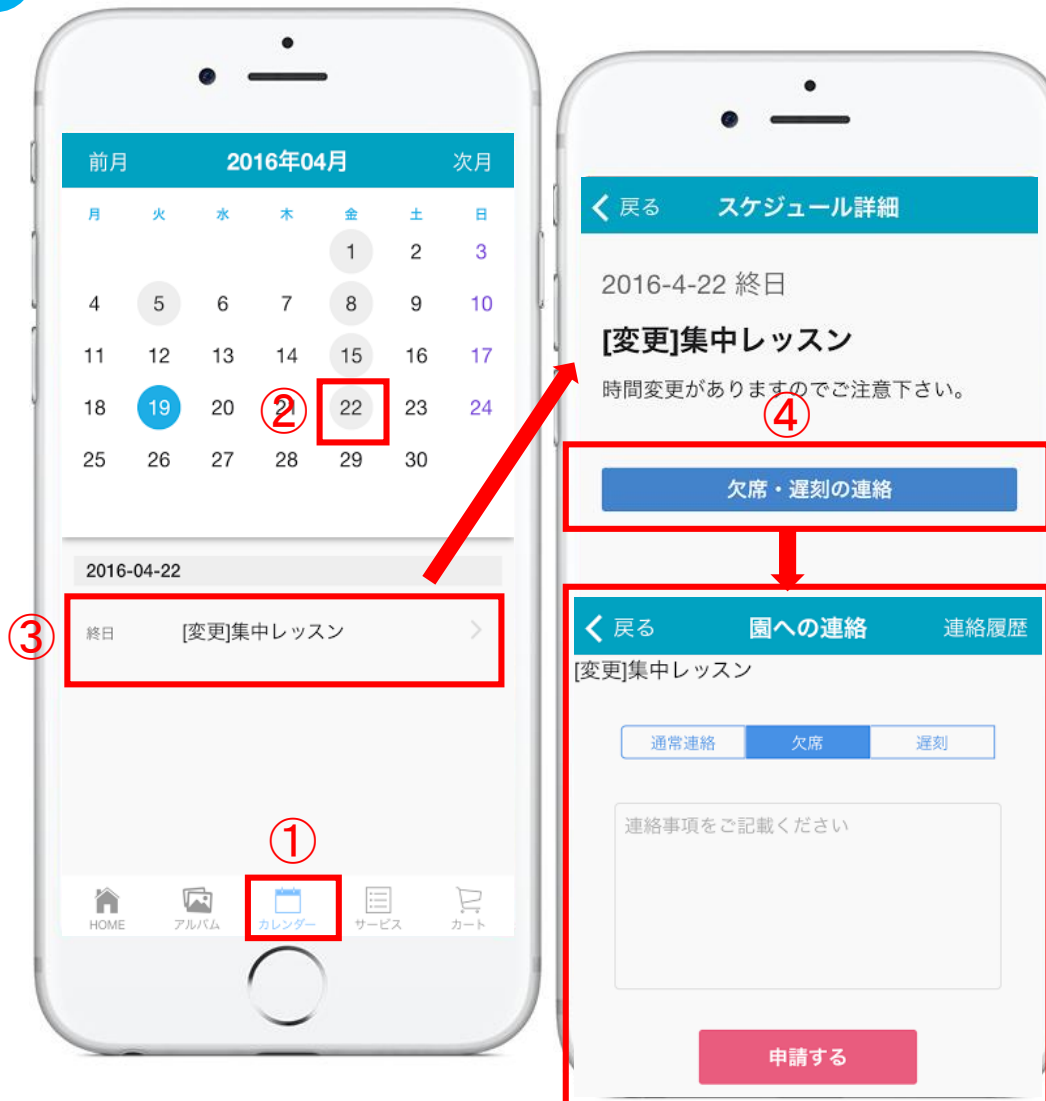 前月 2016年04月 次月
月 火 水 木 金 土 日
1 2 3
4 5 6 7 8 9 10
11 12 13 14 15 16 17
18 19 20 ② 21 22 23 24
25 26 27 28 29 30
2016-04-22
③ 終日 [変更]集中レッスン
①
HOME アルバム カレンダー サービス カート
戻る スケジュール詳細
2016-4-22 終日
[変更]集中レッスン
時間変更がありますのでご注意下さい。
④
欠席・遅刻の連絡
戻る 園への連絡 連絡履歴
[変更]集中レッスン
通常連絡 欠席 遅刻
連絡事項をご記載ください
申請する